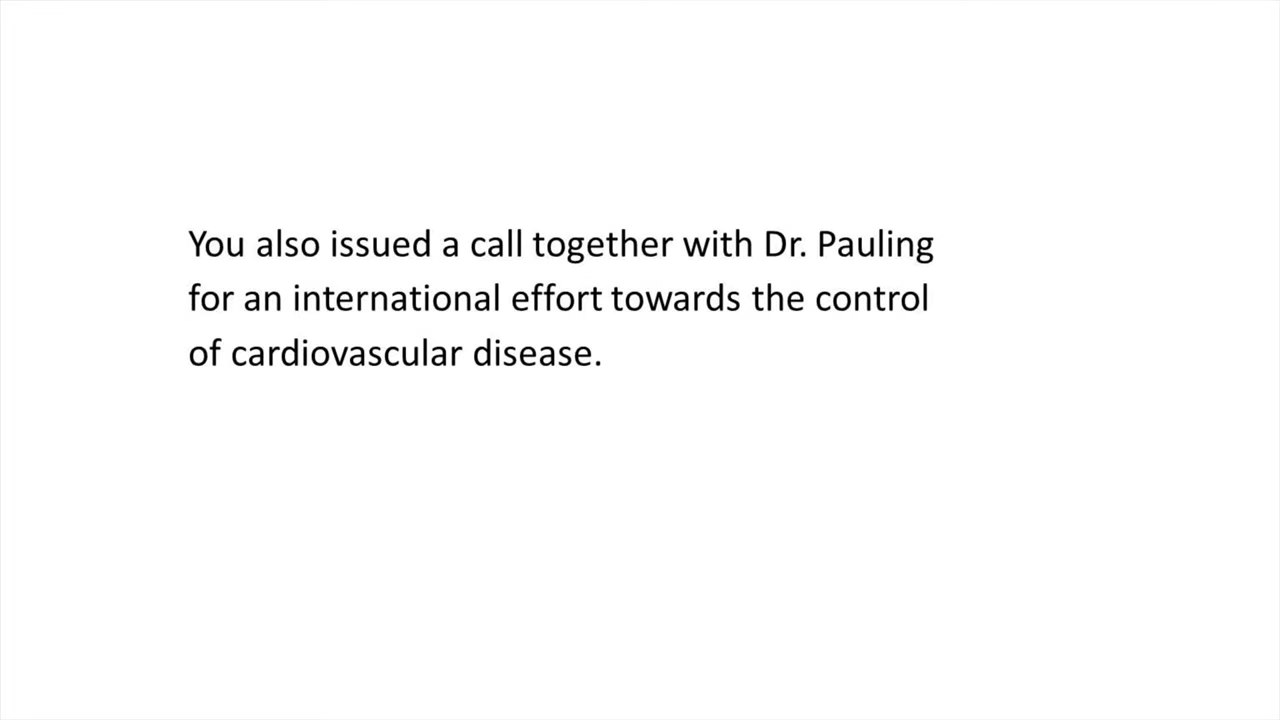 You also issued a call together with Dr. Pauling
for an international effort towards the control
of cardiovascular disease.